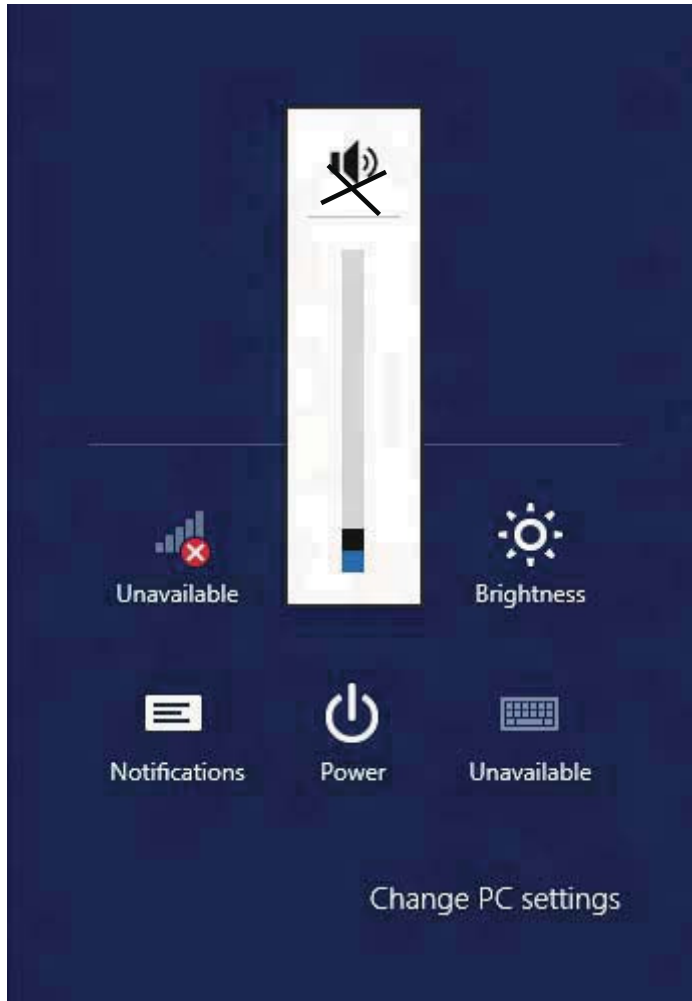 Unavailable
Brightness
Notifications
Power
Unavailable
Change PC settings